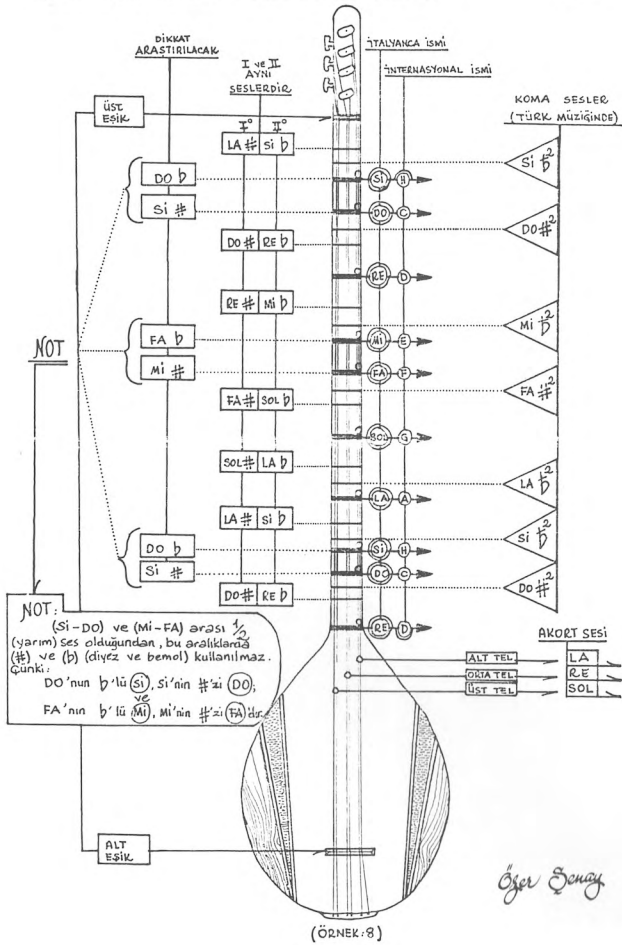 DİKKAT
ARASTIRILACAK
I ve II
AYNI
SESLERDİR
I° II°
İTALYANCA İSMİ
İNTERNASYONAL İSMİ
KOMA SESLER
(TÜRK MÜZİĞİNDE)
ÜST
EŞİK
LA # Sİ b
Sİ b2
DO b
Sİ H
Sİ #
DO C
DO #2
DO # RE b
RE D
RE # Mİ b
Mİ b2
NOT
FA b
Mİ E
Mİ #
FA F
FA #2
FA # SOL b
SOL G
SOL # LA b
LA b2
LA A
LA # Sİ b
Sİ b2
DO b
Sİ H
Sİ #
DO C
DO #2
DO # RE b
RE D
NOT:
(Sİ-DO) ve (Mİ-FA) arası 1/2
(yarım) ses olduğundan, bu aralıklarda
(#) ve (b) (diyez ve bemol) kullanılmaz.
Çünki:
DO'nun b'lü Sİ, Sİ'nin #'zi DO,
ve
FA'nın b'lü Mİ, Mİ'nin #'zi FA dır.
AKORT SESİ
ALT TEL LA
ORTA TEL RE
ÜST TEL SOL
ALT
EŞİK
Özer Şenay
(ÖRNEK:8)